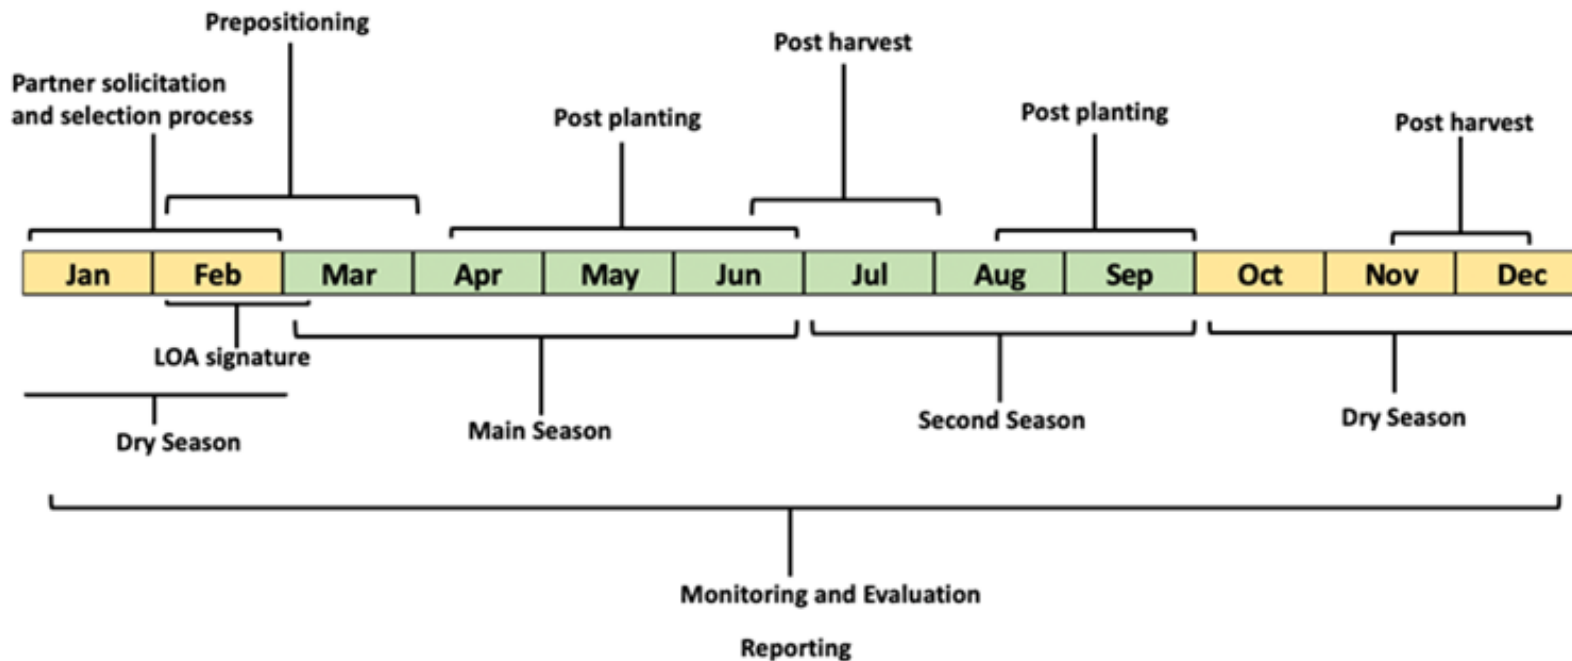 Prepositioning
Partner solicitation
and selection process
Post planting
Post harvest
Post planting
Post harvest
Jan Feb Mar Apr May Jun Jul Aug Sep Oct Nov Dec
LOA signature
Dry Season
Main Season
Second Season
Dry Season
Monitoring and Evaluation
Reporting